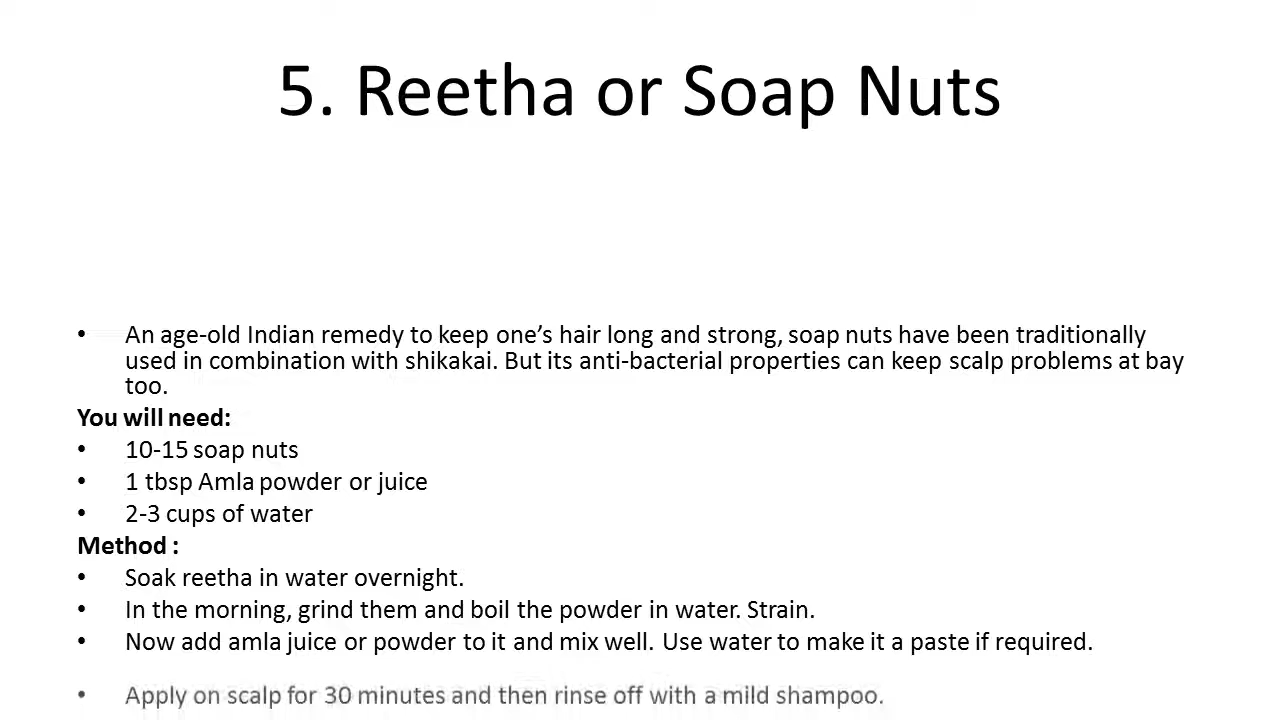 5. Reetha or Soap Nuts
• An age-old Indian remedy to keep one’s hair long and strong, soap nuts have been traditionally
used in combination with shikakai. But its anti-bacterial properties can keep scalp problems at bay
too.
You will need:
• 10-15 soap nuts
• 1 tbsp Amla powder or juice
• 2-3 cups of water
Method :
• Soak reetha in water overnight.
• In the morning, grind them and boil the powder in water. Strain.
• Now add amla juice or powder to it and mix well. Use water to make it a paste if required.
• Apply on scalp for 30 minutes and then rinse off with a mild shampoo.